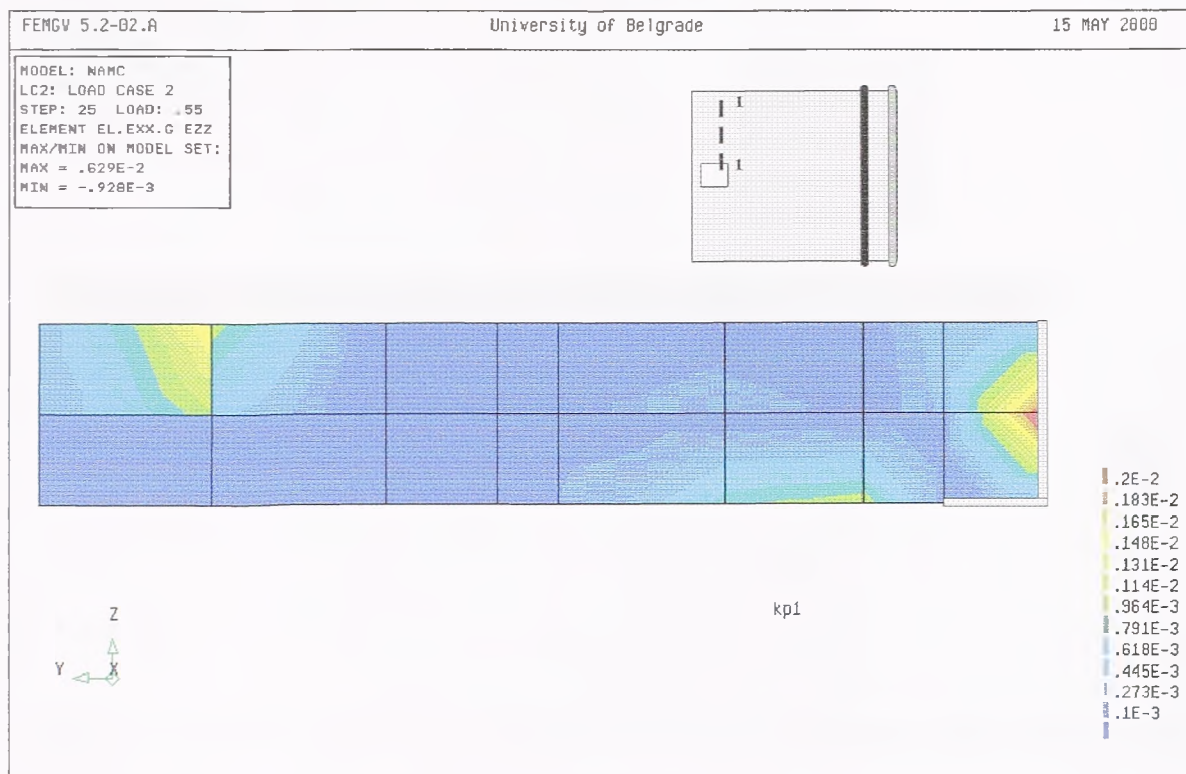 FEMGV 5.2-02.A University of Belgrade 15 MAY 2000
MODEL: NAMC
LC2: LOAD CASE 2
STEP: 25 LOAD: .55
ELEMENT EL.EXX.G EZZ
MAX/MIN ON MODEL SET:
MAX = .629E-2
MIN = -.928E-3
I
1
.2E-2
.183E-2
.165E-2
.148E-2
.131E-2
.114E-2
.964E-3
.791E-3
.618E-3
.445E-3
.273E-3
.1E-3
kp1
Z
Y X